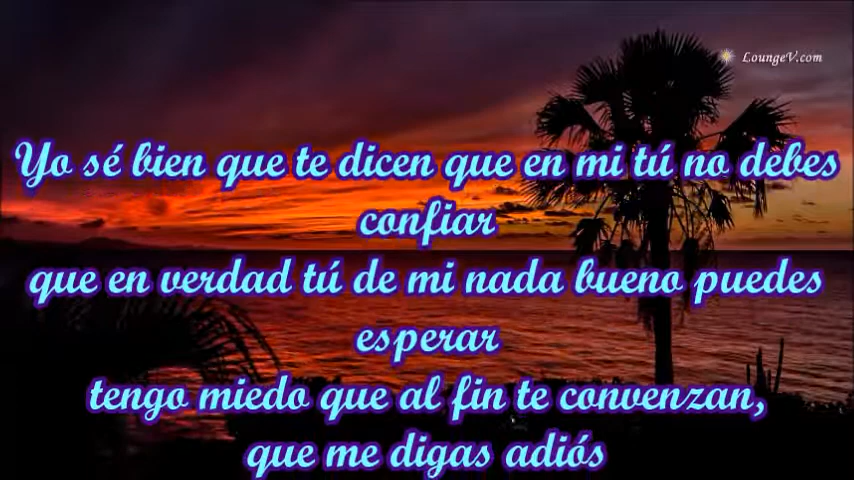 LoungeV.com
Yo sé bien que te dicen que en mi tú no debes
confiar
que en verdad tú de mi nada bueno puedes
esperar
tengo miedo que al fin te convenzan,
que me digas adiós